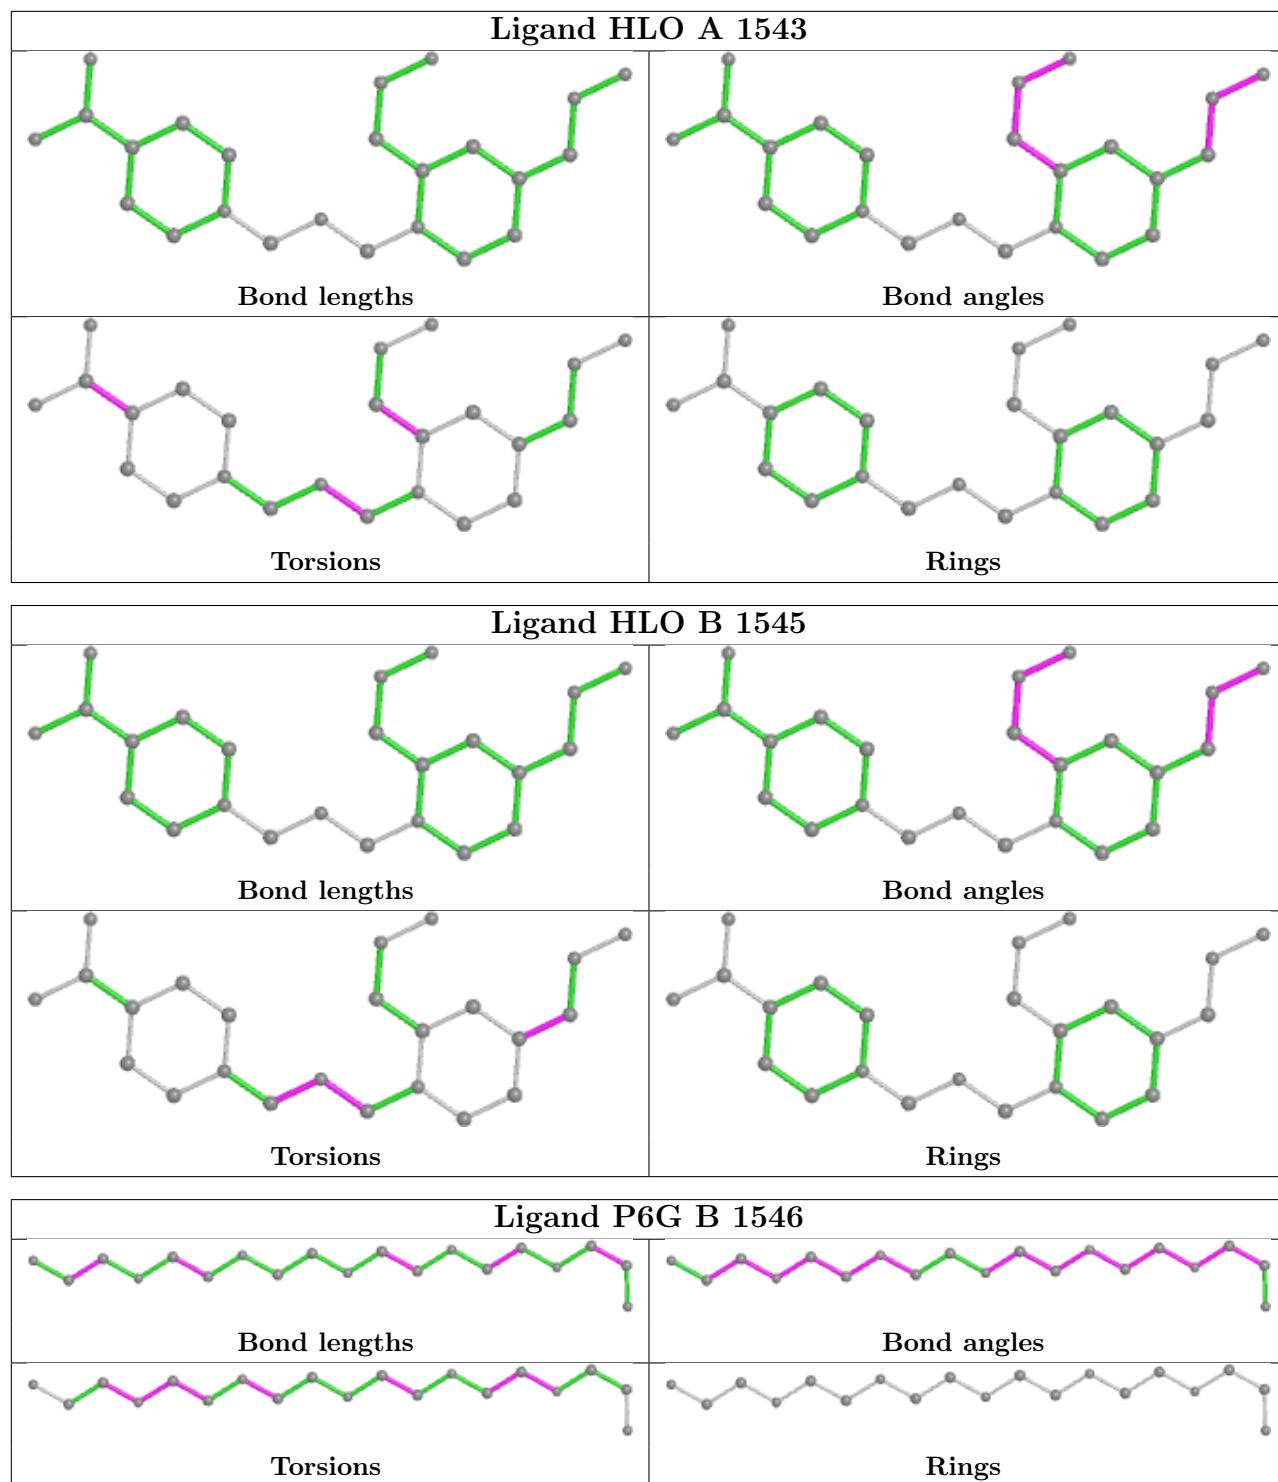 Ligand HLO A 1543
Bond lengths
Bond angles
Torsions
Rings
Ligand HLO B 1545
Bond lengths
Bond angles
Torsions
Rings
Ligand P6G B 1546
Bond lengths
Bond angles
Torsions
Rings